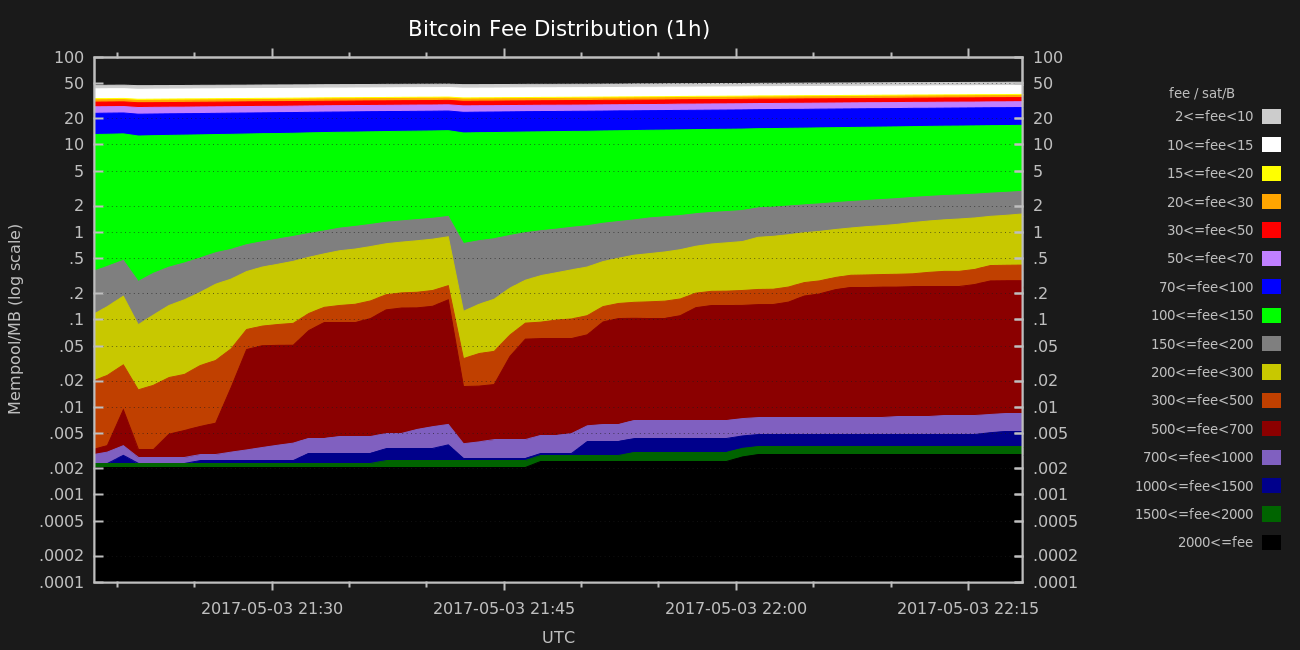 Bitcoin Fee Distribution (1h)
Mempool/MB (log scale)
100
50
20
10
5
2
1
.5
.2
.1
.05
.02
.01
.005
.002
.001
.0005
.0002
.0001
100
50
20
10
5
2
1
.5
.2
.1
.05
.02
.01
.005
.002
.001
.0005
.0002
.0001
2017-05-03 21:30 2017-05-03 21:45 2017-05-03 22:00 2017-05-03 22:15
UTC
fee / sat/B
2<=fee<10
10<=fee<15
15<=fee<20
20<=fee<30
30<=fee<50
50<=fee<70
70<=fee<100
100<=fee<150
150<=fee<200
200<=fee<300
300<=fee<500
500<=fee<700
700<=fee<1000
1000<=fee<1500
1500<=fee<2000
2000<=fee